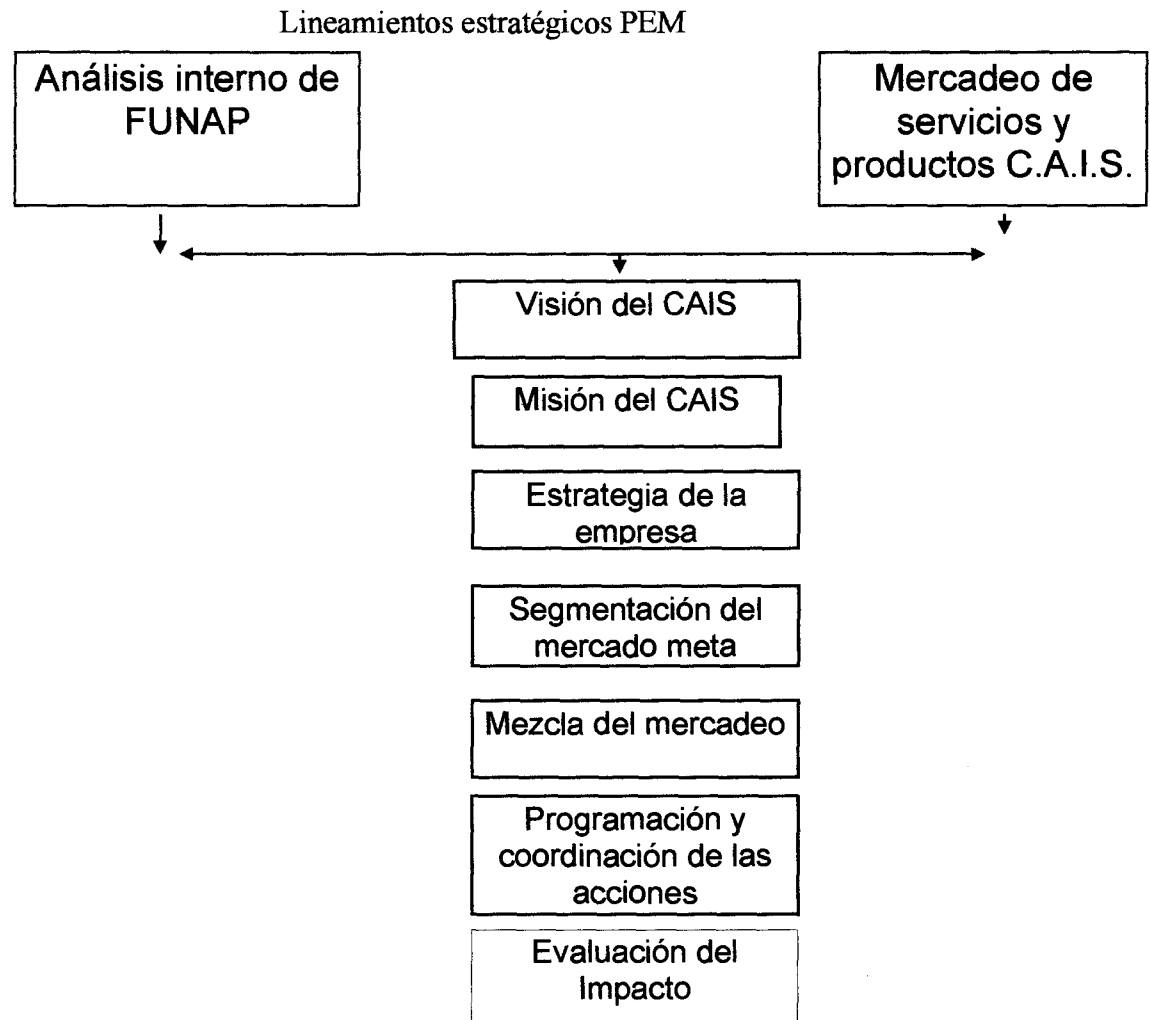 Lineamientos estratégicos PEM
Análisis interno de
FUNAP
Mercadeo de
servicios y
productos C.A.I.S.
Visión del CAIS
Misión del CAIS
Estrategia de la
empresa
Segmentación del
mercado meta
Mezcla del mercadeo
Programación y
coordinación de las
acciones
Evaluación del
Impacto